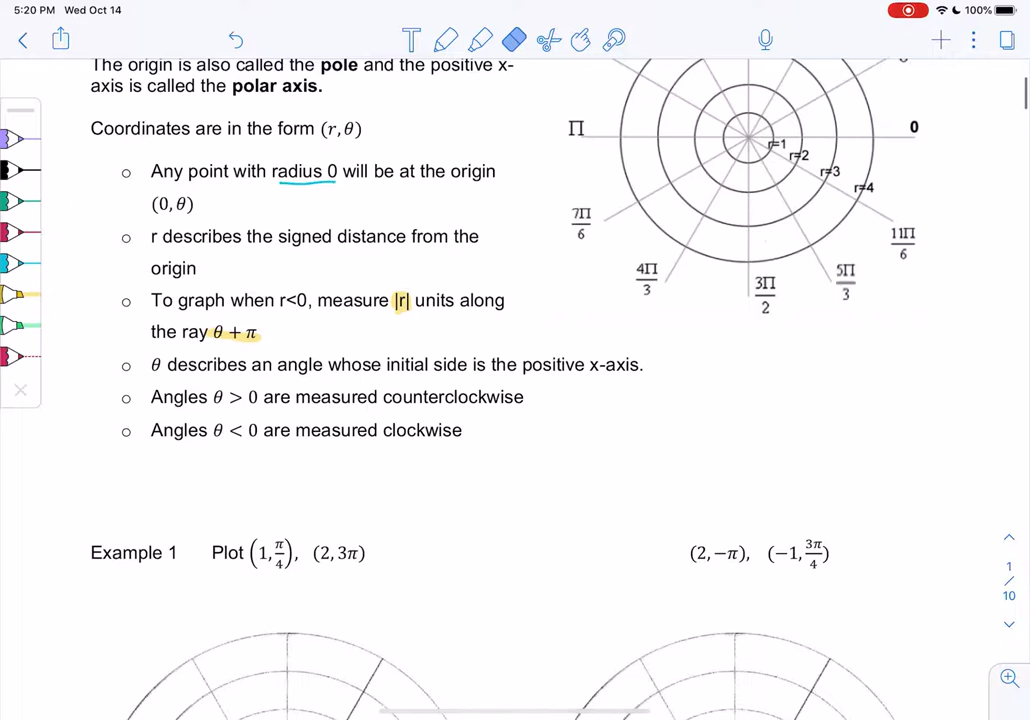 5:20 PM Wed Oct 14
100%
The origin is also called the pole and the positive x-
axis is called the polar axis.
Coordinates are in the form (r, θ)
○ Any point with radius 0 will be at the origin
(0, θ)
○ r describes the signed distance from the
origin
○ To graph when r<0, measure |r| units along
the ray θ + π
○ θ describes an angle whose initial side is the positive x-axis.
○ Angles θ > 0 are measured counterclockwise
○ Angles θ < 0 are measured clockwise
Π
0
r=1
r=2
r=3
r=4
7Π/6
11Π/6
4Π/3
3Π/2
5Π/3
Example 1 Plot (1, π/4), (2, 3π)
(2, −π), (−1, 3π/4)
1
/
10